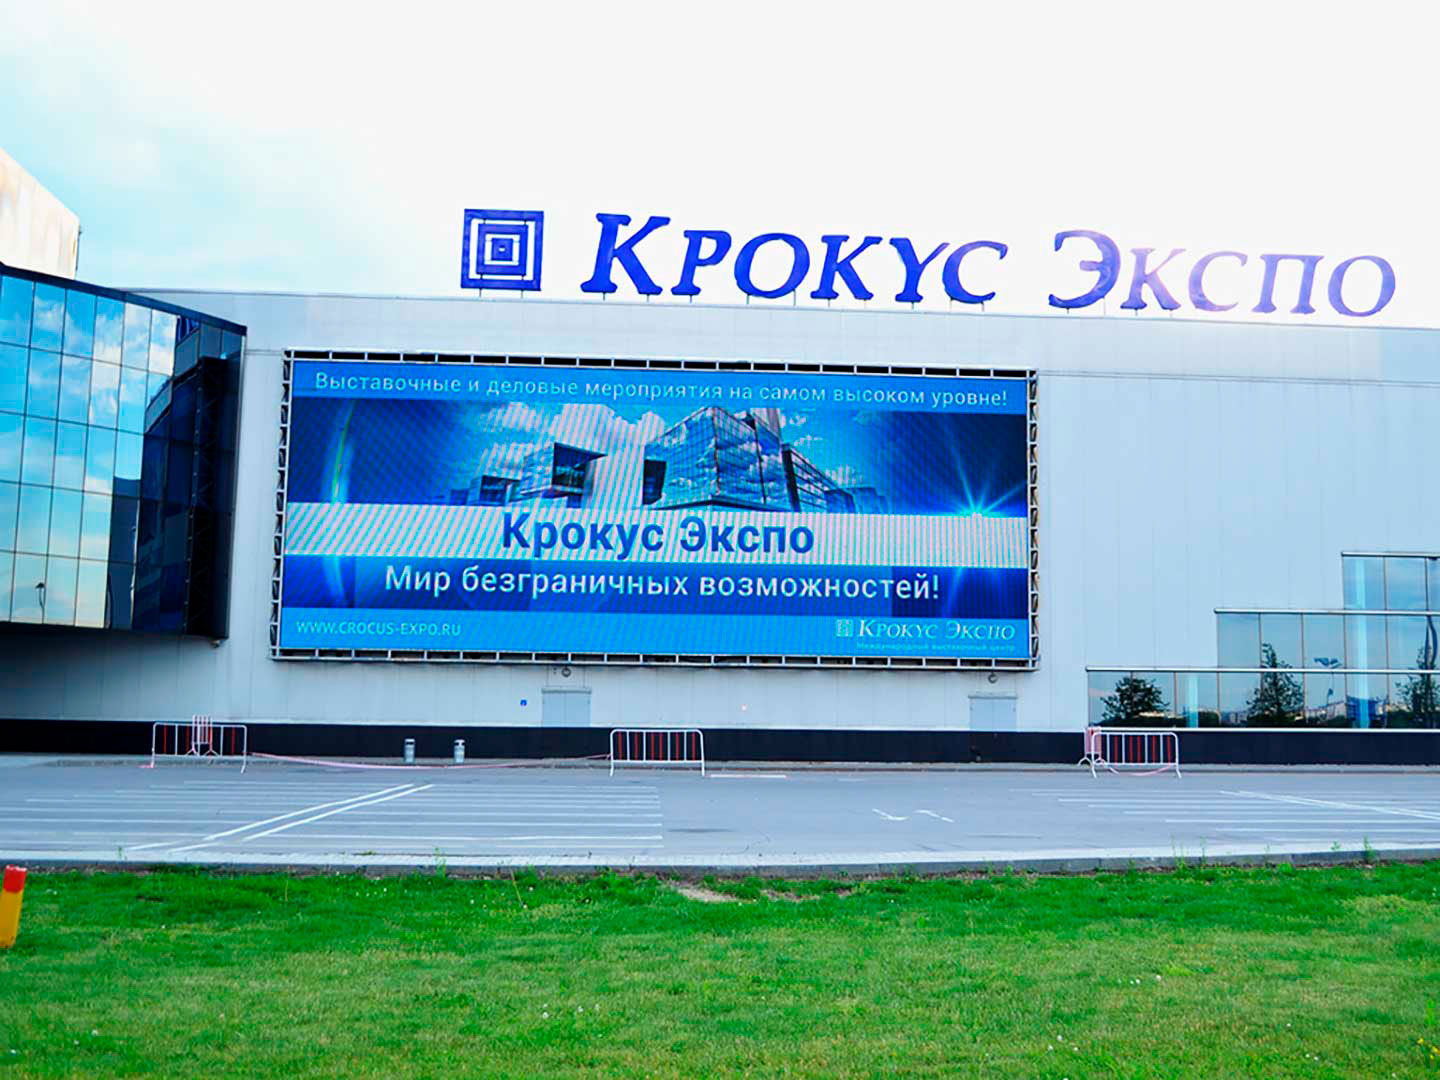 Крокус Экспо
Выставочные и деловые мероприятия на самом высоком уровне!
Крокус Экспо
Мир безграничных возможностей!
WWW.CROCUS-EXPO.RU
Крокус Экспо
Международный выставочный центр